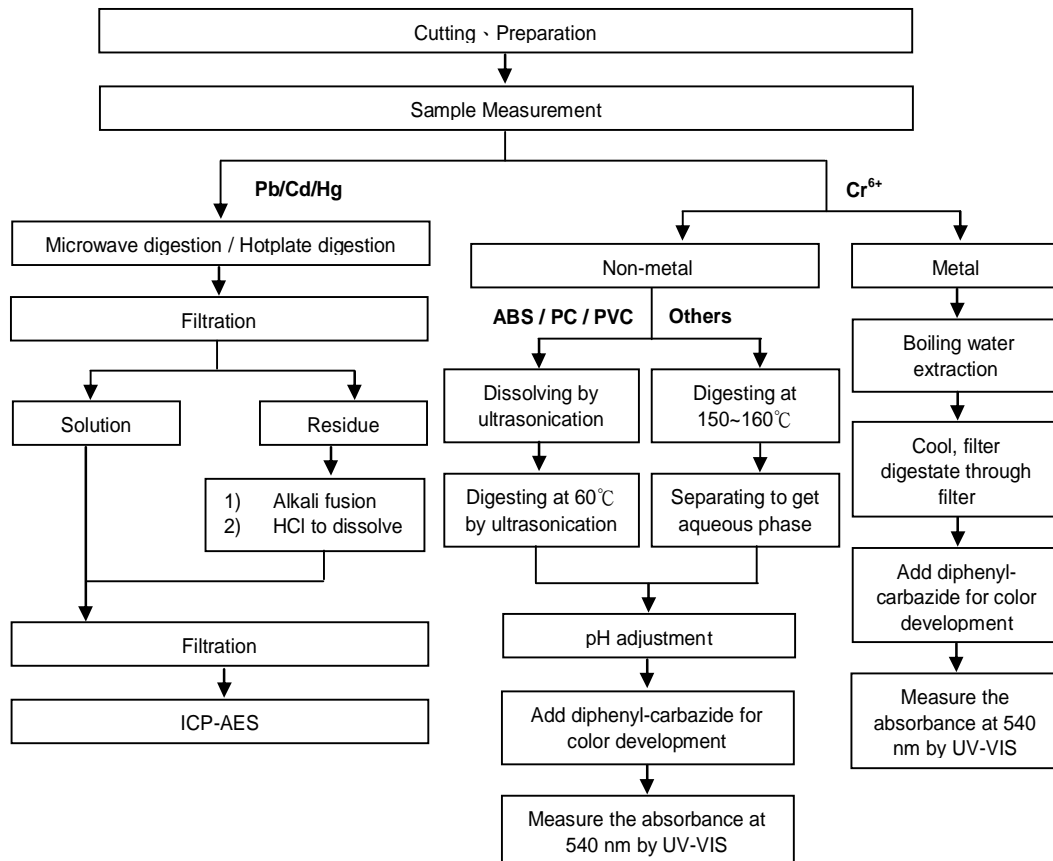 Cutting、Preparation
Sample Measurement
Pb/Cd/Hg
Microwave digestion / Hotplate digestion
Filtration
Solution
Residue
1) Alkali fusion
2) HCl to dissolve
Filtration
ICP-AES
Cr⁶⁺
Non-metal
ABS / PC / PVC
Others
Dissolving by
ultrasonication
Digesting at 60℃
by ultrasonication
Digesting at
150~160℃
Separating to get
aqueous phase
pH adjustment
Add diphenyl-carbazide for
color development
Measure the absorbance at
540 nm by UV-VIS
Metal
Boiling water
extraction
Cool, filter
digestate through
filter
Add diphenyl-
carbazide for color
development
Measure the
absorbance at 540
nm by UV-VIS